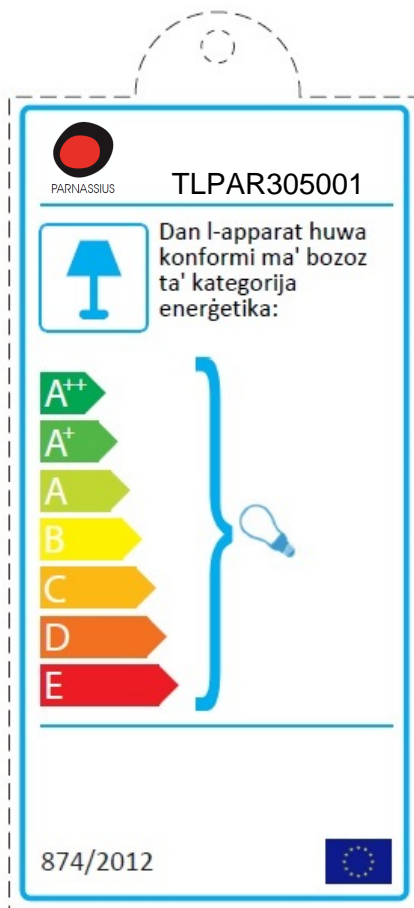 PARNASSIUS
TLPAR305001
Dan l-apparat huwa
konformi ma' bozoz
ta' kategorija
enerġetika:
A++
A+
A
B
C
D
E
874/2012